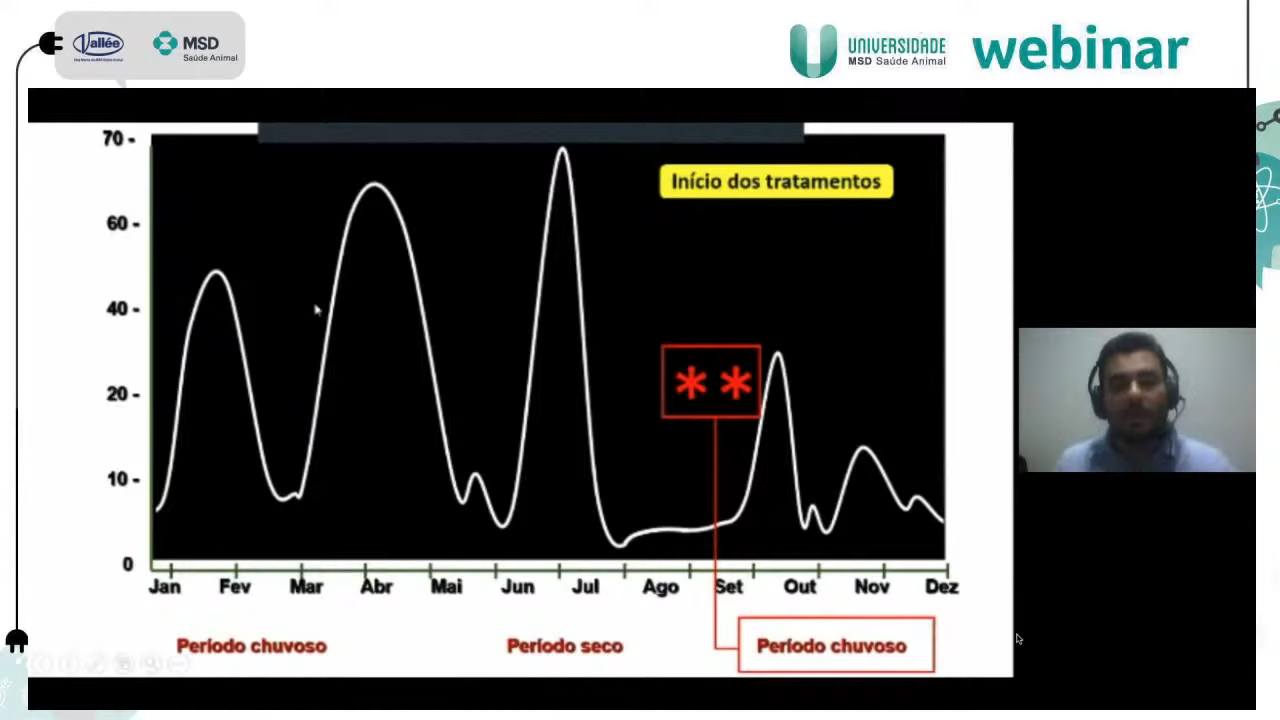 Vallée
MSD
Saúde Animal
UNIVERSIDADE
MSD Saúde Animal
webinar
70 -
60 -
40 -
20 -
10 -
0
Início dos tratamentos
* *
Jan Fev Mar Abr Mai Jun Jul Ago Set Out Nov Dez
Período chuvoso Período seco Período chuvoso